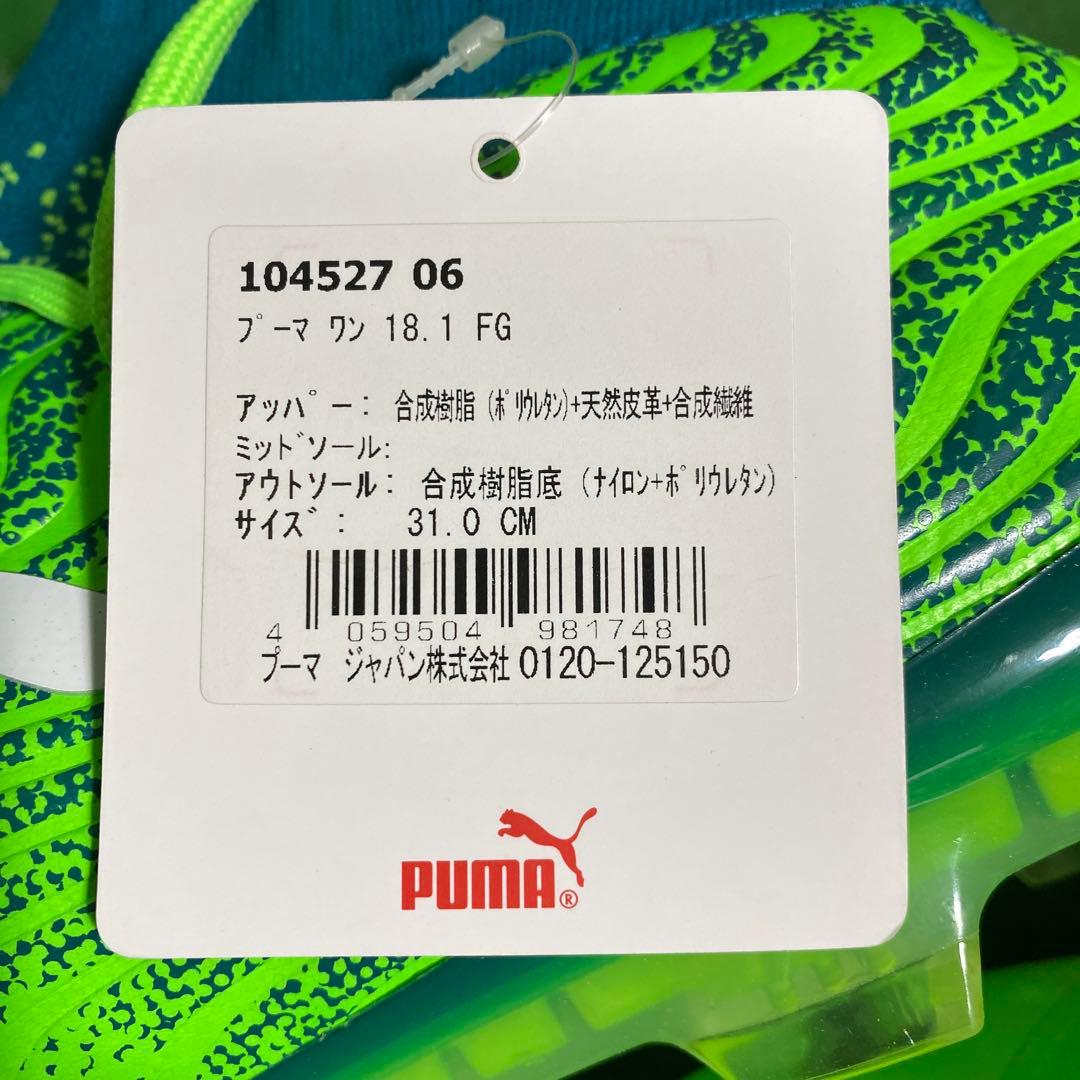 104527 06
プーマ ワン 18.1 FG
アッパー: 合成樹脂(ポリウレタン)+天然皮革+合成繊維
ミッドソール:
アウトソール: 合成樹脂底 (ナイロン+ポリウレタン)
サイズ: 31.0 CM
4 059504 981748
プーマ ジャパン株式会社 0120-125150
PUMA®